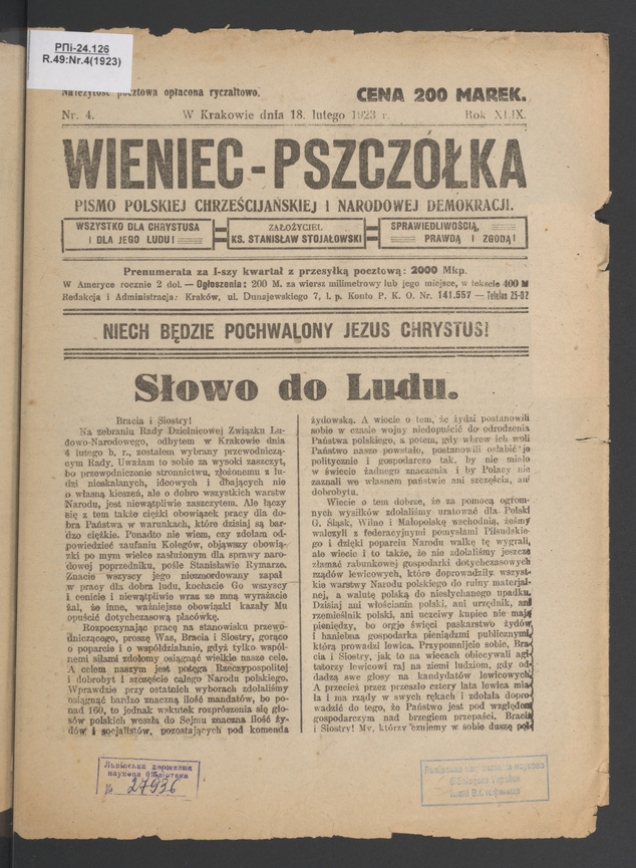 РПі-24.126
R.49:Nr.4(1923)
Należytość pocztowa opłacona ryczałtowo.
CENA 200 MAREK.
Nr. 4.
W Krakowie dnia 18. lutego 1923 r.
Rok XLIX.
WIENIEC-PSZCZÓŁKA
PISMO POLSKIEJ CHRZEŚCIJAŃSKIEJ I NARODOWEJ DEMOKRACJI.
WSZYSTKO DLA CHRYSTUSA
I DLA JEGO LUDU!
ZAŁOŻYCIEL
KS. STANISŁAW STOJAŁOWSKI
SPRAWIEDLIWOŚCIĄ,
PRAWDĄ I ZGODĄ!
Prenumerata za I-szy kwartał z przesyłką pocztową: 2000 Mkp.
W Ameryce rocznie 2 dol. — Ogłoszenia: 200 M. za wiersz milimetrowy lub jego miejsce, w tekscie 400 M
Redakcja i Administracja: Kraków, ul. Dunajewskiego 7, I. p. Konto P. K. O. Nr. 141.557 — Telefon 25-02
NIECH BĘDZIE POCHWALONY JEZUS CHRYSTUS!
Słowo do Ludu.
Bracia i Siostry!
Na zebraniu Rady Dzielnicowej Związku Lu-
dowo-Narodowego, odbytem w Krakowie dnia
4 lutego b. r., zostałem wybrany przewodniczą-
cym Rady. Uważam to sobie za wysoki zaszczyt,
bo przewodniczenie stronnictwu, złożonemu z lu-
dzi nieskalanych, ideowych i dbających nie
o własną kieszeń, ale o dobro wszystkich warstw
Narodu, jest niewątpliwie zaszczytem. Ale łączy
się z tem także ciężki obowiązek pracy dla do-
bra Państwa w warunkach, które dzisiaj są bar-
dzo ciężkie. Ponadto nie wiem, czy zdołam od-
powiedzieć zaufaniu Kolegów, objąwszy obowią-
zki po mym wielce zasłużonym dla sprawy naro-
dowej poprzedniku, pośle Stanisławie Rymarze.
Znacie wszyscy jego niezmordowany zapał
w pracy dla dobra ludu, kochacie Go wszyscy
i cenicie i niewątpliwie wraz ze mną wyrażacie
żal, że inne, ważniejsze obowiązki kazały Mu
opuścić dotychczasową placówkę.
Rozpoczynając pracę na stanowisku przewo-
dniczącego, proszę Was, Bracia i Siostry, gorąco
o poparcie i o współdziałanie, gdyż tylko wspól-
nemi siłami zdołamy osiągnąć wielkie nasze cele.
A celem naszym jest potęga Rzeczypospolitej
i dobrobyt i szczęście całego Narodu polskiego.
Wprawdzie przy ostatnich wyborach zdołaliśmy
osiągnąć bardzo znaczną ilość mandatów, bo po-
nad 160, to jednak wskutek rozproszenia się gło-
sów polskich weszła do Sejmu znaczna ilość ży-
dów i socjalistów, pozostających pod komendą
żydowską. A wiecie o tem, że żydzi postanowili
sobie w czasie wojny niedopuścić do odrodzenia
Państwa polskiego, a potem, gdy wbrew ich woli
Państwo nasze powstało, postanowili osłabić je
politycznie i gospodarczo tak, by nie miało
w świecie żadnego znaczenia i by Polacy nie
zaznali we własnem państwie ani szczęścia, ani
dobrobytu.
Wiecie o tem dobrze, że za pomocą ogrom-
nych wysiłków zdołaliśmy uratować dla Polski
G. Śląsk, Wilno i Małopolskę wschodnią, żeśmy
walczyli z federacyjnymi pomysłami Piłsudskie-
go i dzięki poparciu Narodu walkę tę wygrali,
ale wiecie i to także, że nie zdołaliśmy jeszcze
złamać rabunkowej gospodarki dotychczasowych
rządów lewicowych, które doprowadziły wszyst-
kie warstwy Narodu polskiego do ruiny materjal-
nej, a walutę polską do niesłychanego upadku.
Dzisiaj ani włościanin polski, ani urzędnik, ani
rzemieślnik polski, ani uczciwy kupiec nie mają
pieniędzy, bo orgje święci paskarstwo żydów
i haniebna gospodarka pieniądzmi publicznymi,
którą prowadzi lewica. Przypomnijcie sobie, Bra-
cia i Siostry, jak to na wiecach obiecywali agi-
tatorzy lewicowi raj na ziemi ludziom, gdy od-
dadzą swe głosy na kandydatów lewicowych.
A przecież przez przeszło cztery lata lewica mia-
ła i ma rządy w swych rękach i zdołała dopro-
wadzić do tego, że Państwo jest pod względem
gospodarczym nad brzegiem przepaści. Bracia
i Siostry! My, którzy czujemy w sobie duszę pol-
Львівська державна
наукова бібліотека
№ 27936